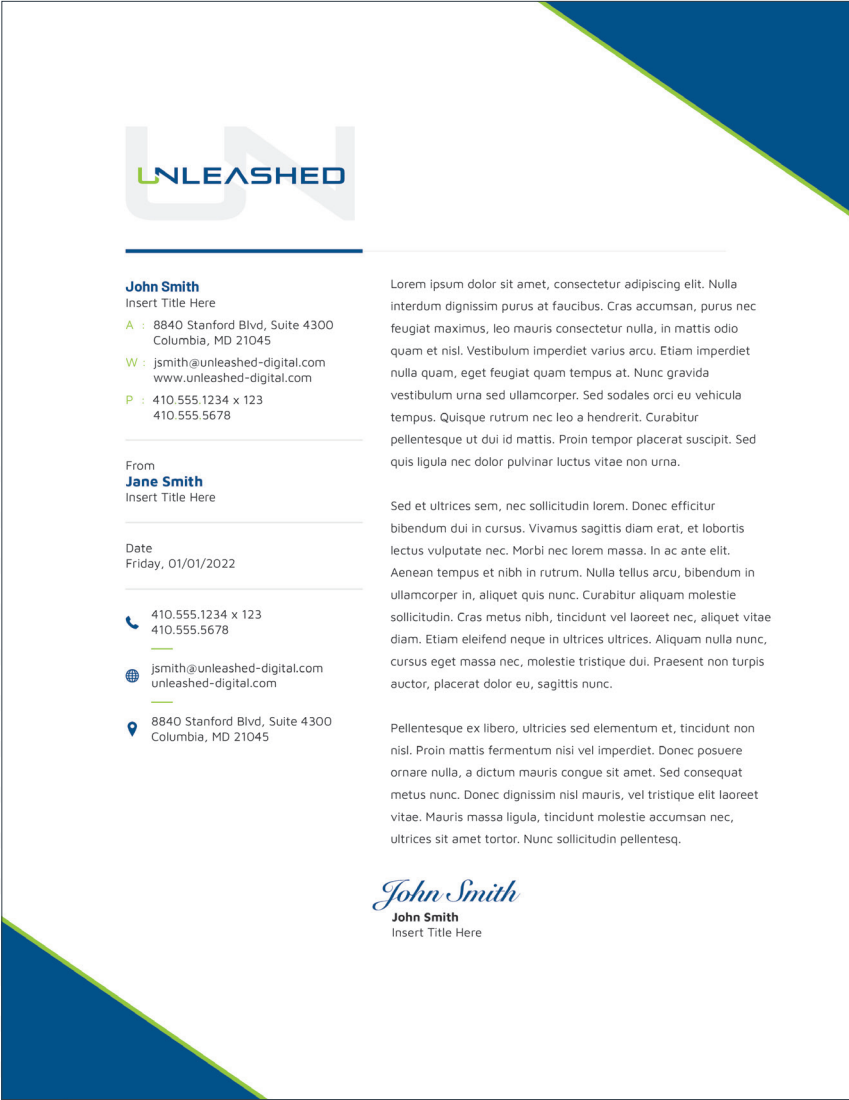 UNLEASHED
John Smith
Insert Title Here
A : 8840 Stanford Blvd, Suite 4300
Columbia, MD 21045
W : jsmith@unleashed-digital.com
www.unleashed-digital.com
P : 410.555.1234 x 123
410.555.5678
From
Jane Smith
Insert Title Here
Date
Friday, 01/01/2022
410.555.1234 x 123
410.555.5678
jsmith@unleashed-digital.com
unleashed-digital.com
8840 Stanford Blvd, Suite 4300
Columbia, MD 21045
Lorem ipsum dolor sit amet, consectetur adipiscing elit. Nulla
interdum dignissim purus at faucibus. Cras accumsan, purus nec
feugiat maximus, leo mauris consectetur nulla, in mattis odio
quam et nisl. Vestibulum imperdiet varius arcu. Etiam imperdiet
nulla quam, eget feugiat quam tempus at. Nunc gravida
vestibulum urna sed ullamcorper. Sed sodales orci eu vehicula
tempus. Quisque rutrum nec leo a hendrerit. Curabitur
pellentesque ut dui id mattis. Proin tempor placerat suscipit. Sed
quis ligula nec dolor pulvinar luctus vitae non urna.
Sed et ultrices sem, nec sollicitudin lorem. Donec efficitur
bibendum dui in cursus. Vivamus sagittis diam erat, et lobortis
lectus vulputate nec. Morbi nec lorem massa. In ac ante elit.
Aenean tempus et nibh in rutrum. Nulla tellus arcu, bibendum in
ullamcorper in, aliquet quis nunc. Curabitur aliquam molestie
sollicitudin. Cras metus nibh, tincidunt vel laoreet nec, aliquet vitae
diam. Etiam eleifend neque in ultrices ultrices. Aliquam nulla nunc,
cursus eget massa nec, molestie tristique dui. Praesent non turpis
auctor, placerat dolor eu, sagittis nunc.
Pellentesque ex libero, ultricies sed elementum et, tincidunt non
nisl. Proin mattis fermentum nisi vel imperdiet. Donec posuere
ornare nulla, a dictum mauris congue sit amet. Sed consequat
metus nunc. Donec dignissim nisl mauris, vel tristique elit laoreet
vitae. Mauris massa ligula, tincidunt molestie accumsan nec,
ultrices sit amet tortor. Nunc sollicitudin pellentesq.
John Smith
John Smith
Insert Title Here